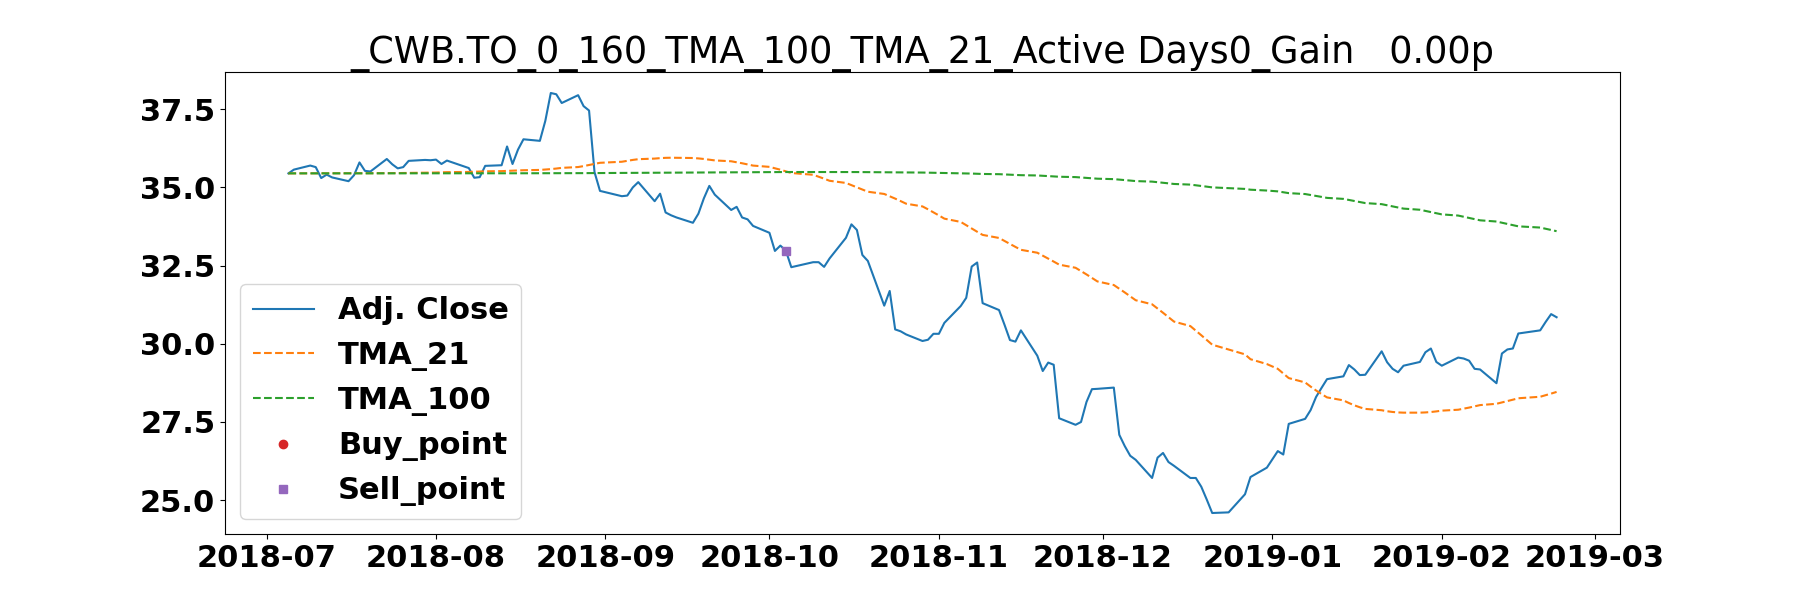 _CWB.TO_0_160_TMA_100_TMA_21_Active Days0_Gain   0.00p
37.5
35.0
32.5
30.0
27.5
25.0
Adj. Close
TMA_21
TMA_100
Buy_point
Sell_point
2018-07 2018-08 2018-09 2018-10 2018-11 2018-12 2019-01 2019-02 2019-03